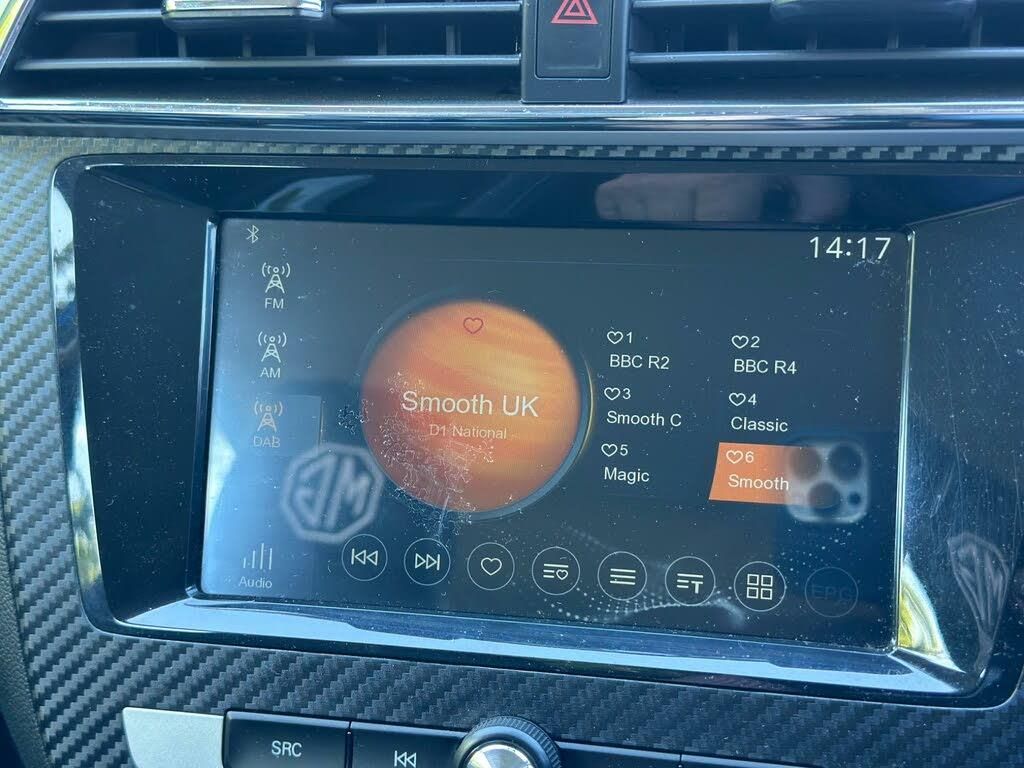 14:17
FM
AM
DAB
Audio
Smooth UK
D1 National
1
BBC R2
2
BBC R4
3
Smooth C
4
Classic
5
Magic
6
Smooth
EPG
SRC
MG